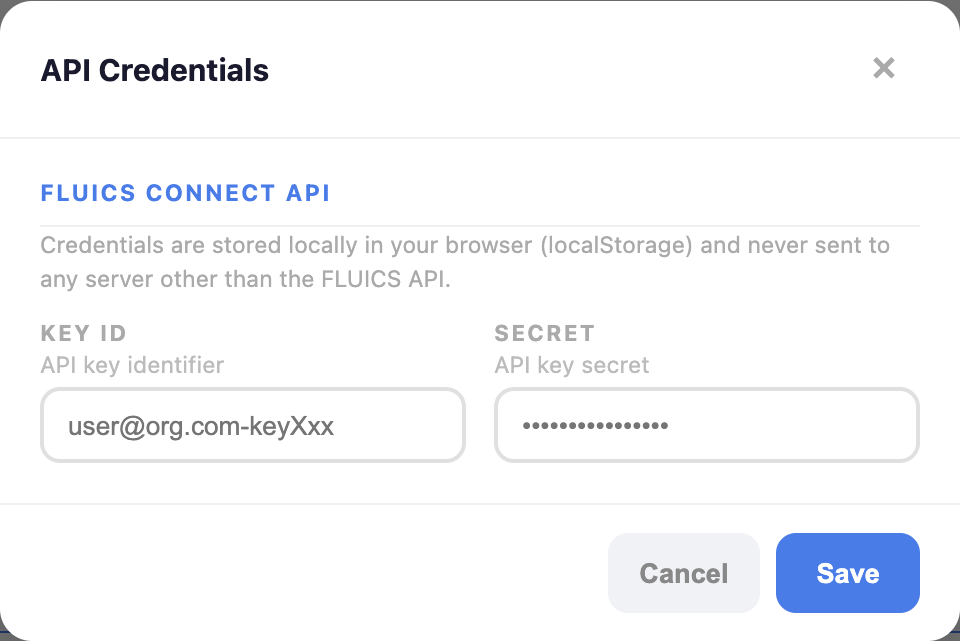 API Credentials
FLUICS CONNECT API
Credentials are stored locally in your browser (localStorage) and never sent to
any server other than the FLUICS API.
KEY ID
SECRET
API key identifier
API key secret
user@org.com-keyXxx
••••••••••••••••
Cancel
Save